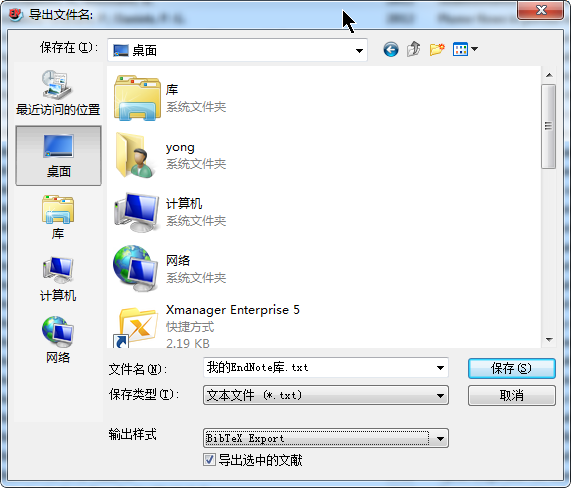 导出文件名:
2012
保存在(I):
桌面
最近访问的位置
桌面
库
计算机
网络
库
系统文件夹
yong
系统文件夹
计算机
系统文件夹
网络
系统文件夹
Xmanager Enterprise 5
快捷方式
2.19 KB
文件名(N):
我的EndNote库.txt
保存(S)
保存类型(T):
文本文件 (*.txt)
取消
输出样式
BibTeX Export
导出选中的文献